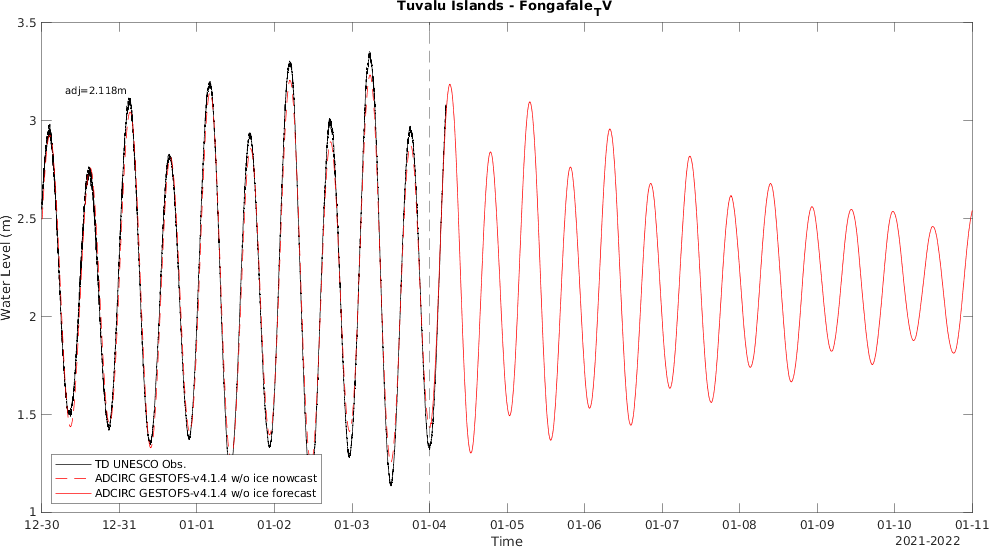 Tuvalu Islands - Fongafale_TV
3.5
3
2.5
2
1.5
1
Water Level (m)
adj=2.118m
TD UNESCO Obs.
ADCIRC GESTOFS-v4.1.4 w/o ice nowcast
ADCIRC GESTOFS-v4.1.4 w/o ice forecast
12-30 12-31 01-01 01-02 01-03 01-04 01-05 01-06 01-07 01-08 01-09 01-10 01-11
Time
2021-2022